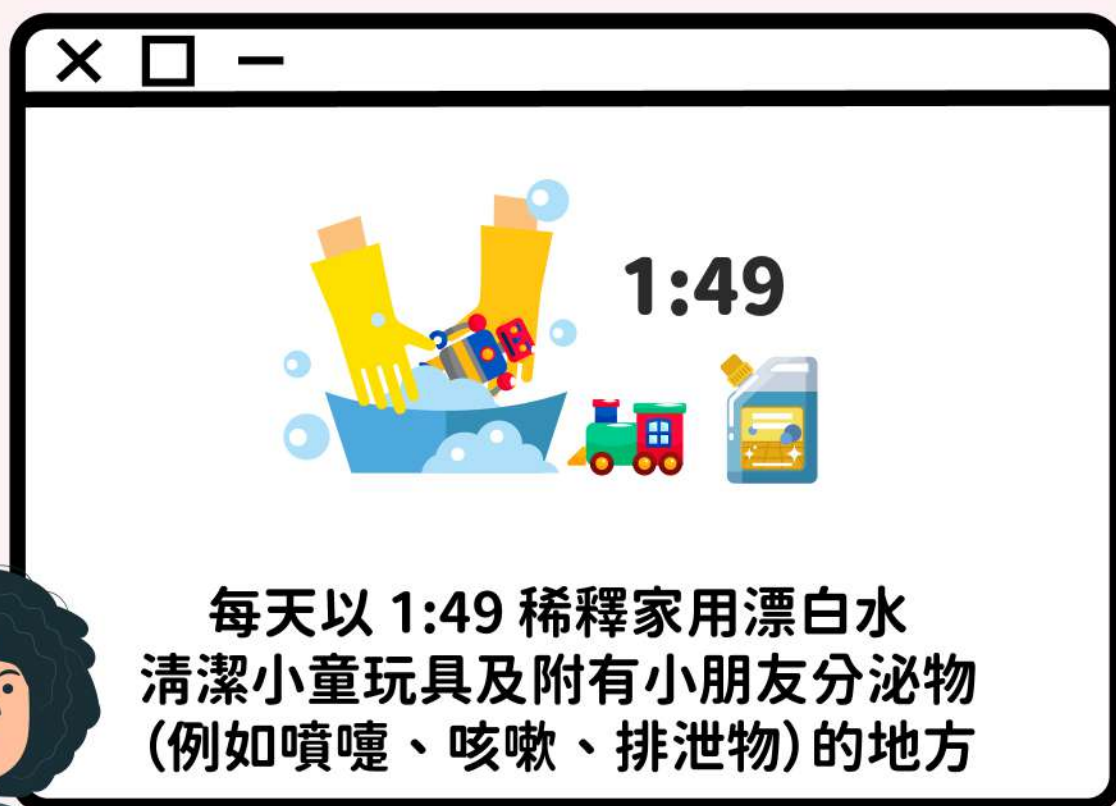 1:49
每天以 1:49 稀釋家用漂白水
清潔小童玩具及附有小朋友分泌物
(例如噴嚏、咳嗽、排泄物)的地方